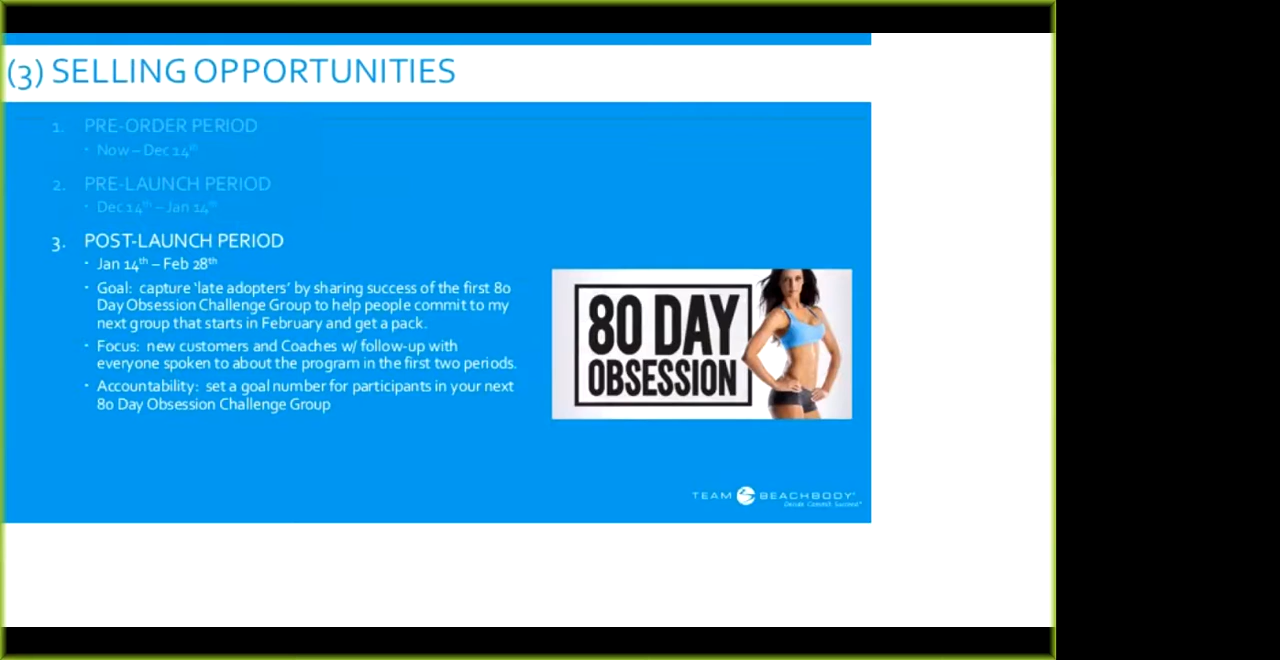 (3) SELLING OPPORTUNITIES
1. PRE-ORDER PERIOD
· Now – Dec 14th
2. PRE-LAUNCH PERIOD
· Dec 14th – Jan 14th
3. POST-LAUNCH PERIOD
· Jan 14th – Feb 28th
· Goal: capture ‘late adopters’ by sharing success of the first 80
Day Obsession Challenge Group to help people commit to my
next group that starts in February and get a pack.
· Focus: new customers and Coaches w/ follow-up with
everyone spoken to about the program in the first two periods.
· Accountability: set a goal number for participants in your next
80 Day Obsession Challenge Group
80 DAY
OBSESSION
TEAM BEACHBODY
Decide. Commit. Succeed.